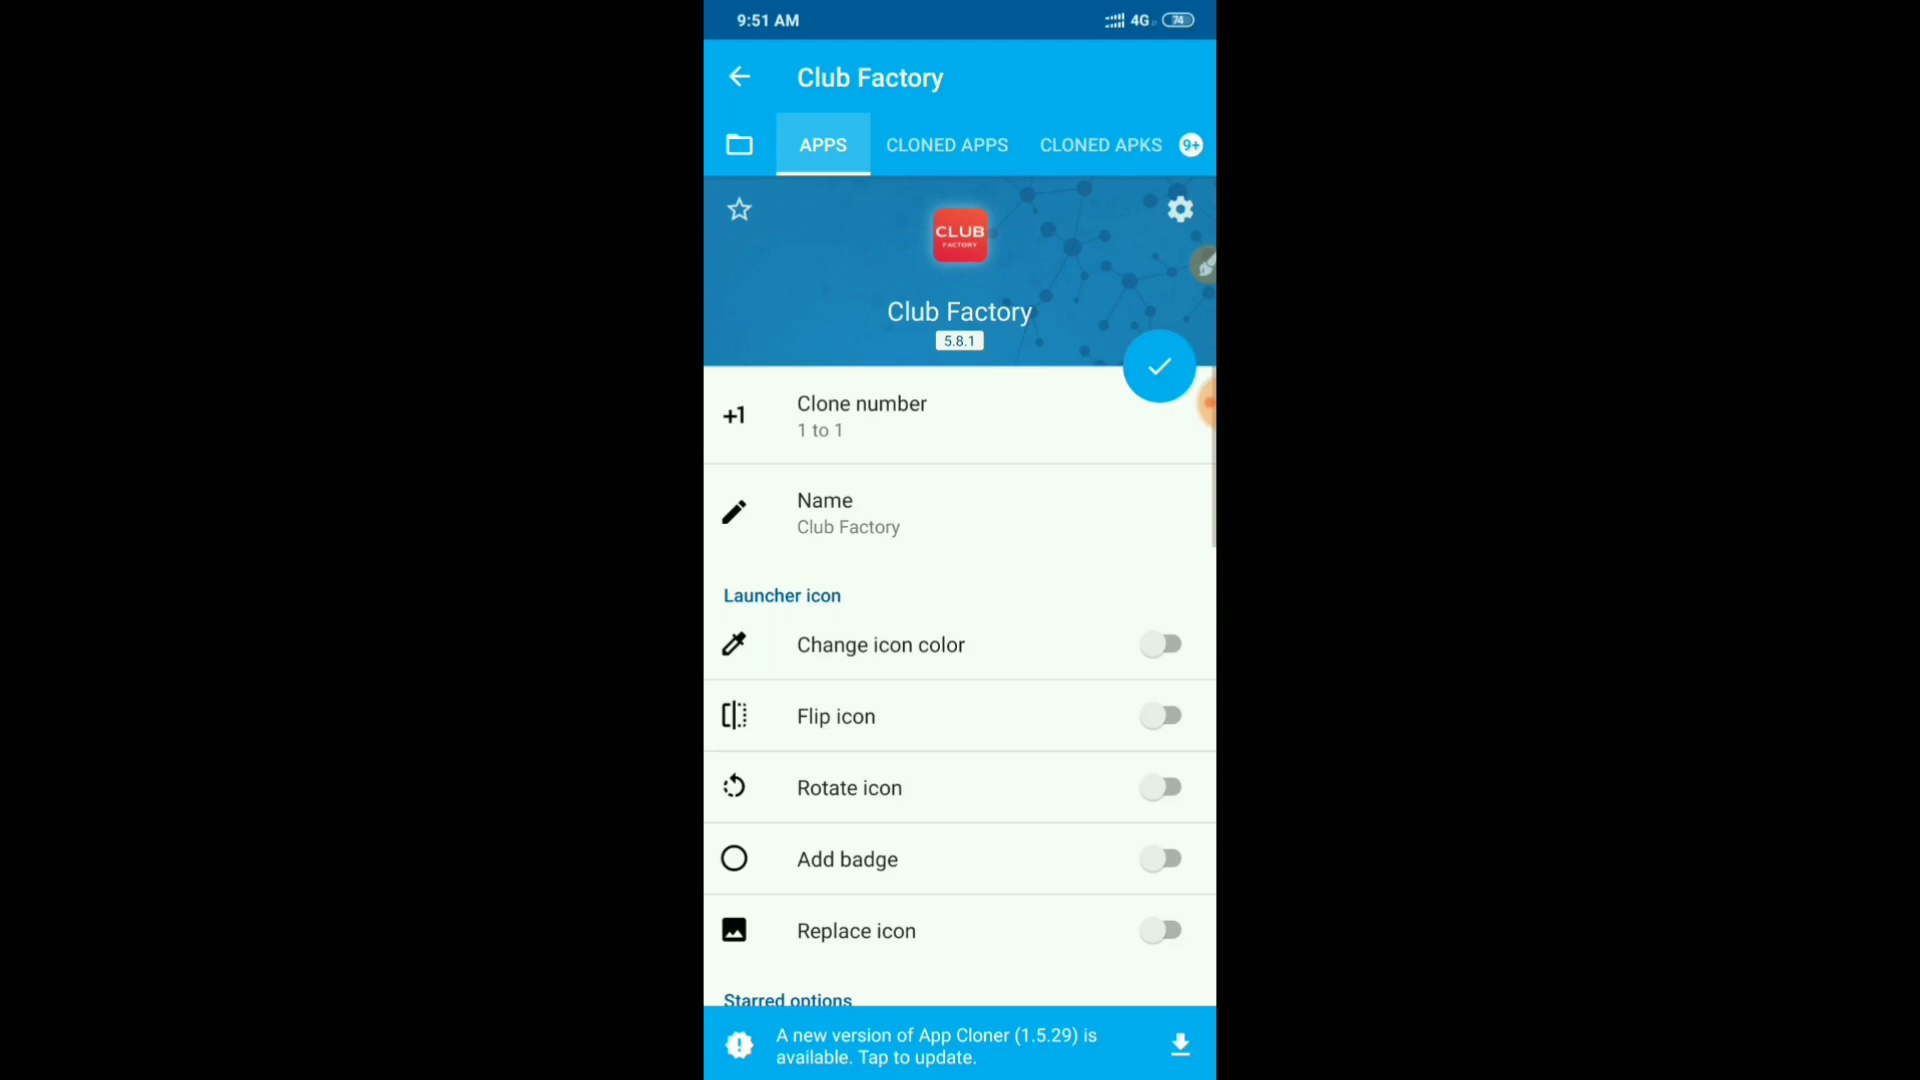 9:51 AM 4G 74
Club Factory
APPS CLONED APPS CLONED APKS 9+
CLUB
FACTORY
Club Factory
5.8.1
+1 Clone number
1 to 1
Name
Club Factory
Launcher icon
Change icon color
Flip icon
Rotate icon
Add badge
Replace icon
Starred options
A new version of App Cloner (1.5.29) is
available. Tap to update.